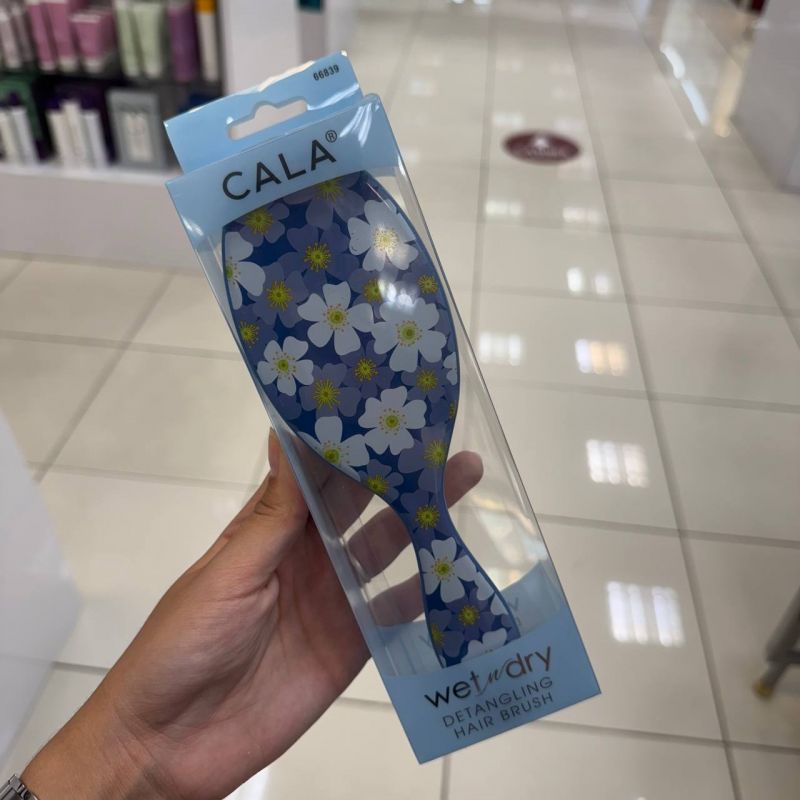 66839
CALA®
wet n dry
DETANGLING
HAIR BRUSH